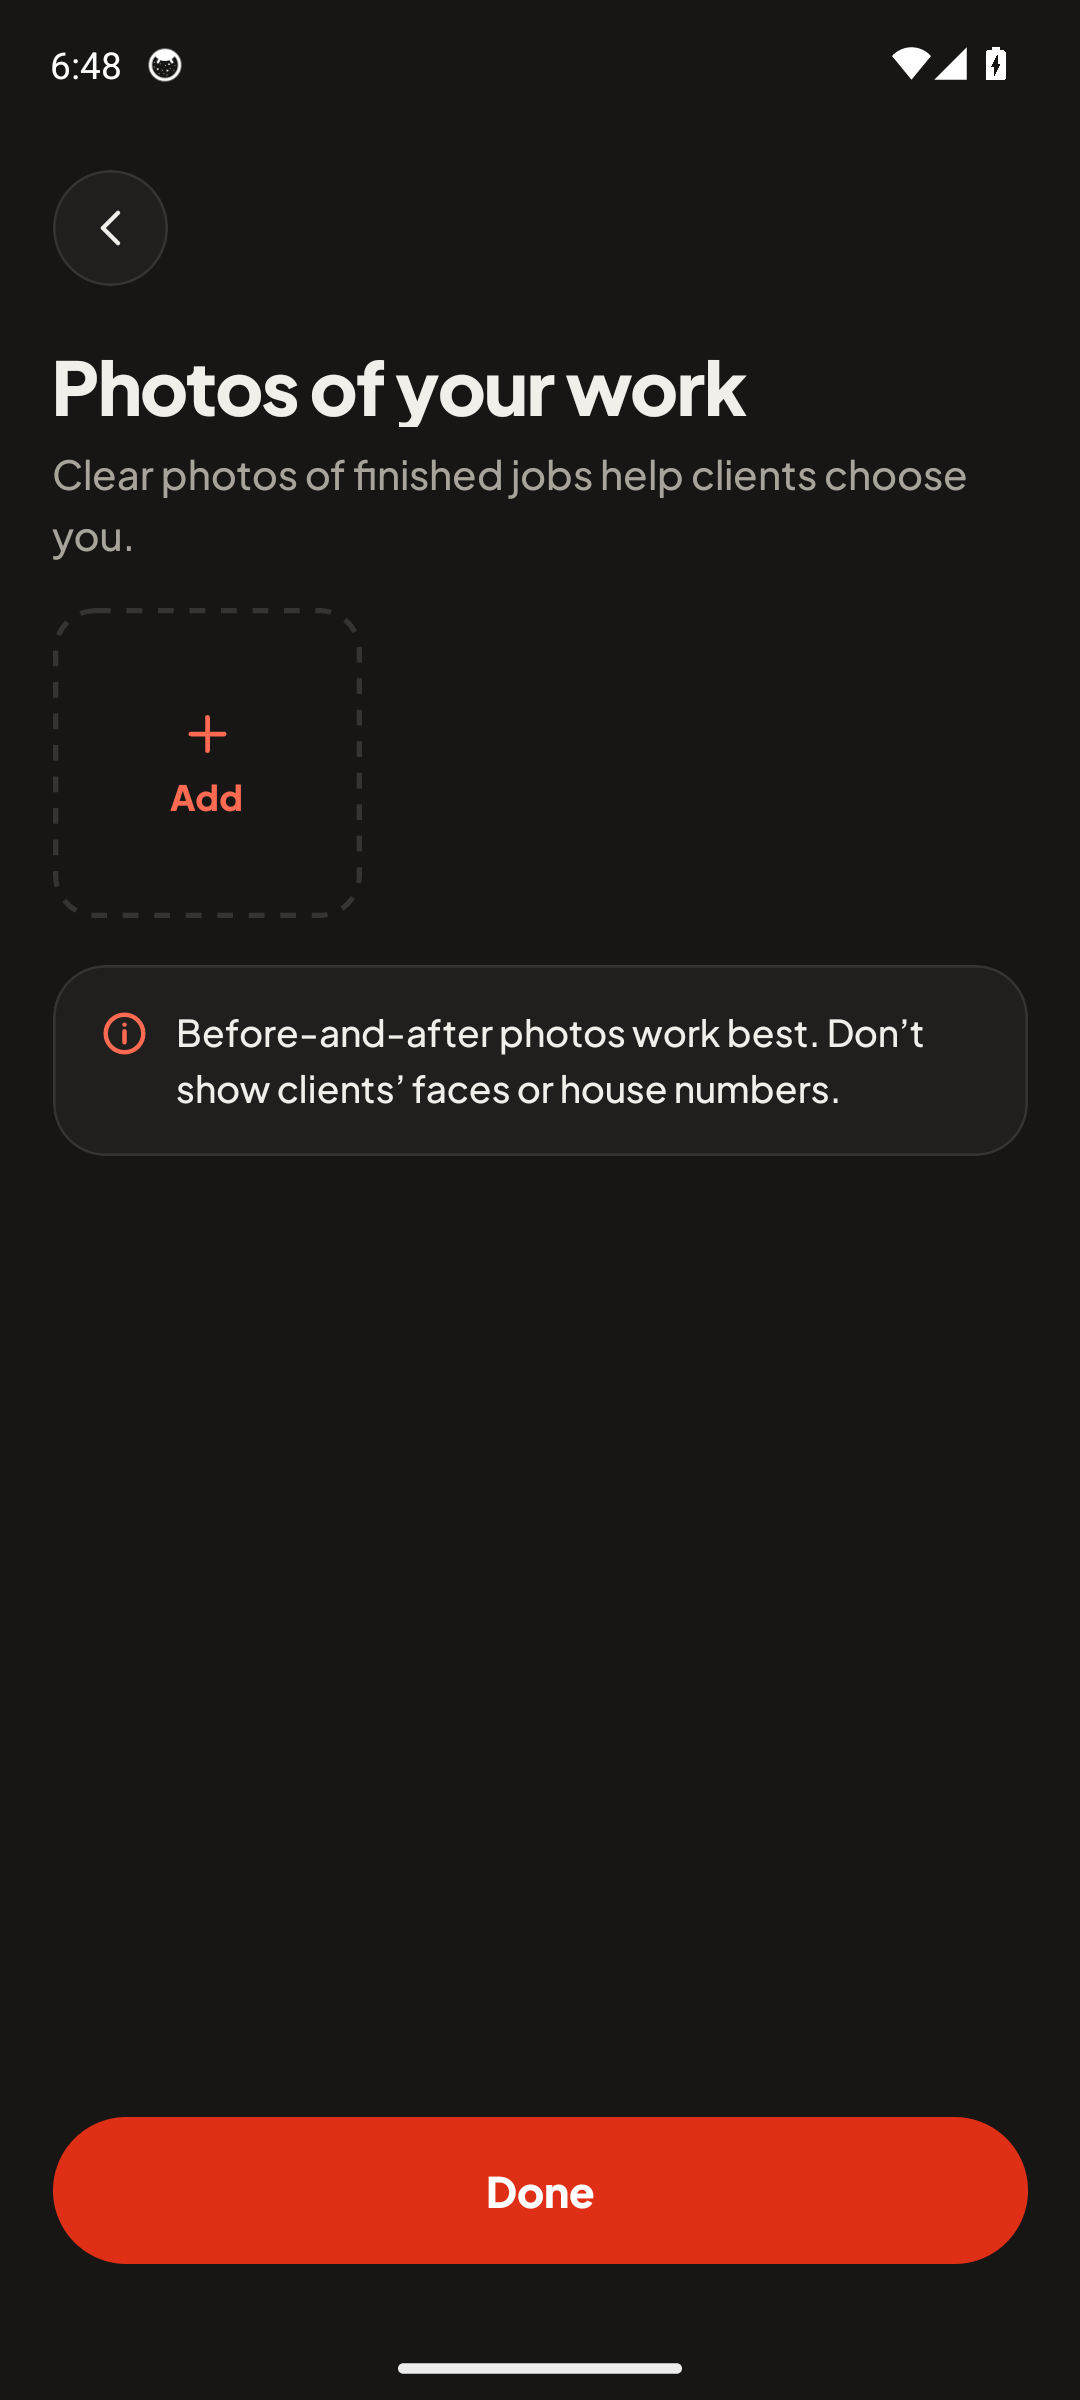 6:48
Photos of your work
Clear photos of finished jobs help clients choose
you.
Add
Before-and-after photos work best. Don’t
show clients’ faces or house numbers.
Done